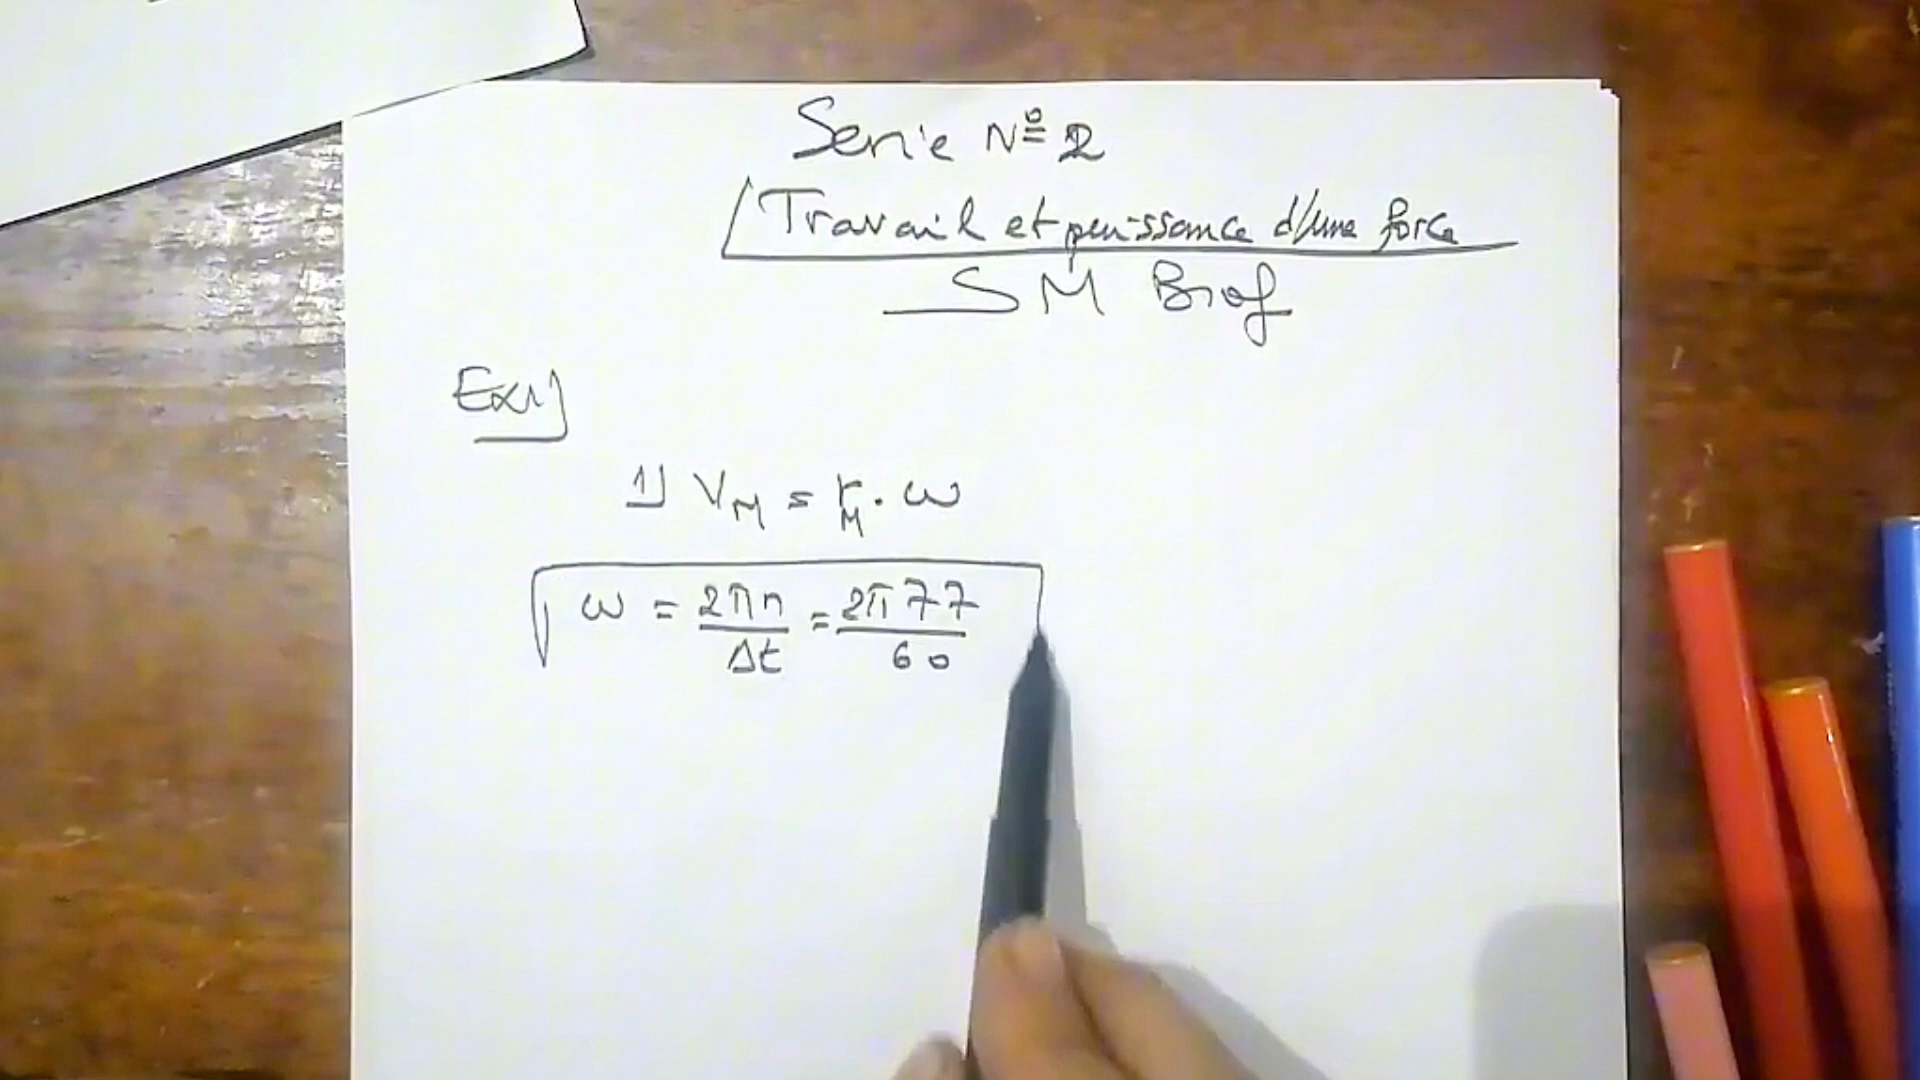 Serie N° 2
Travail et puissance d'une force
SM Biof
Ex1]
1) V_M = r_M . ω
ω = 2πn/Δt = 2π77/60